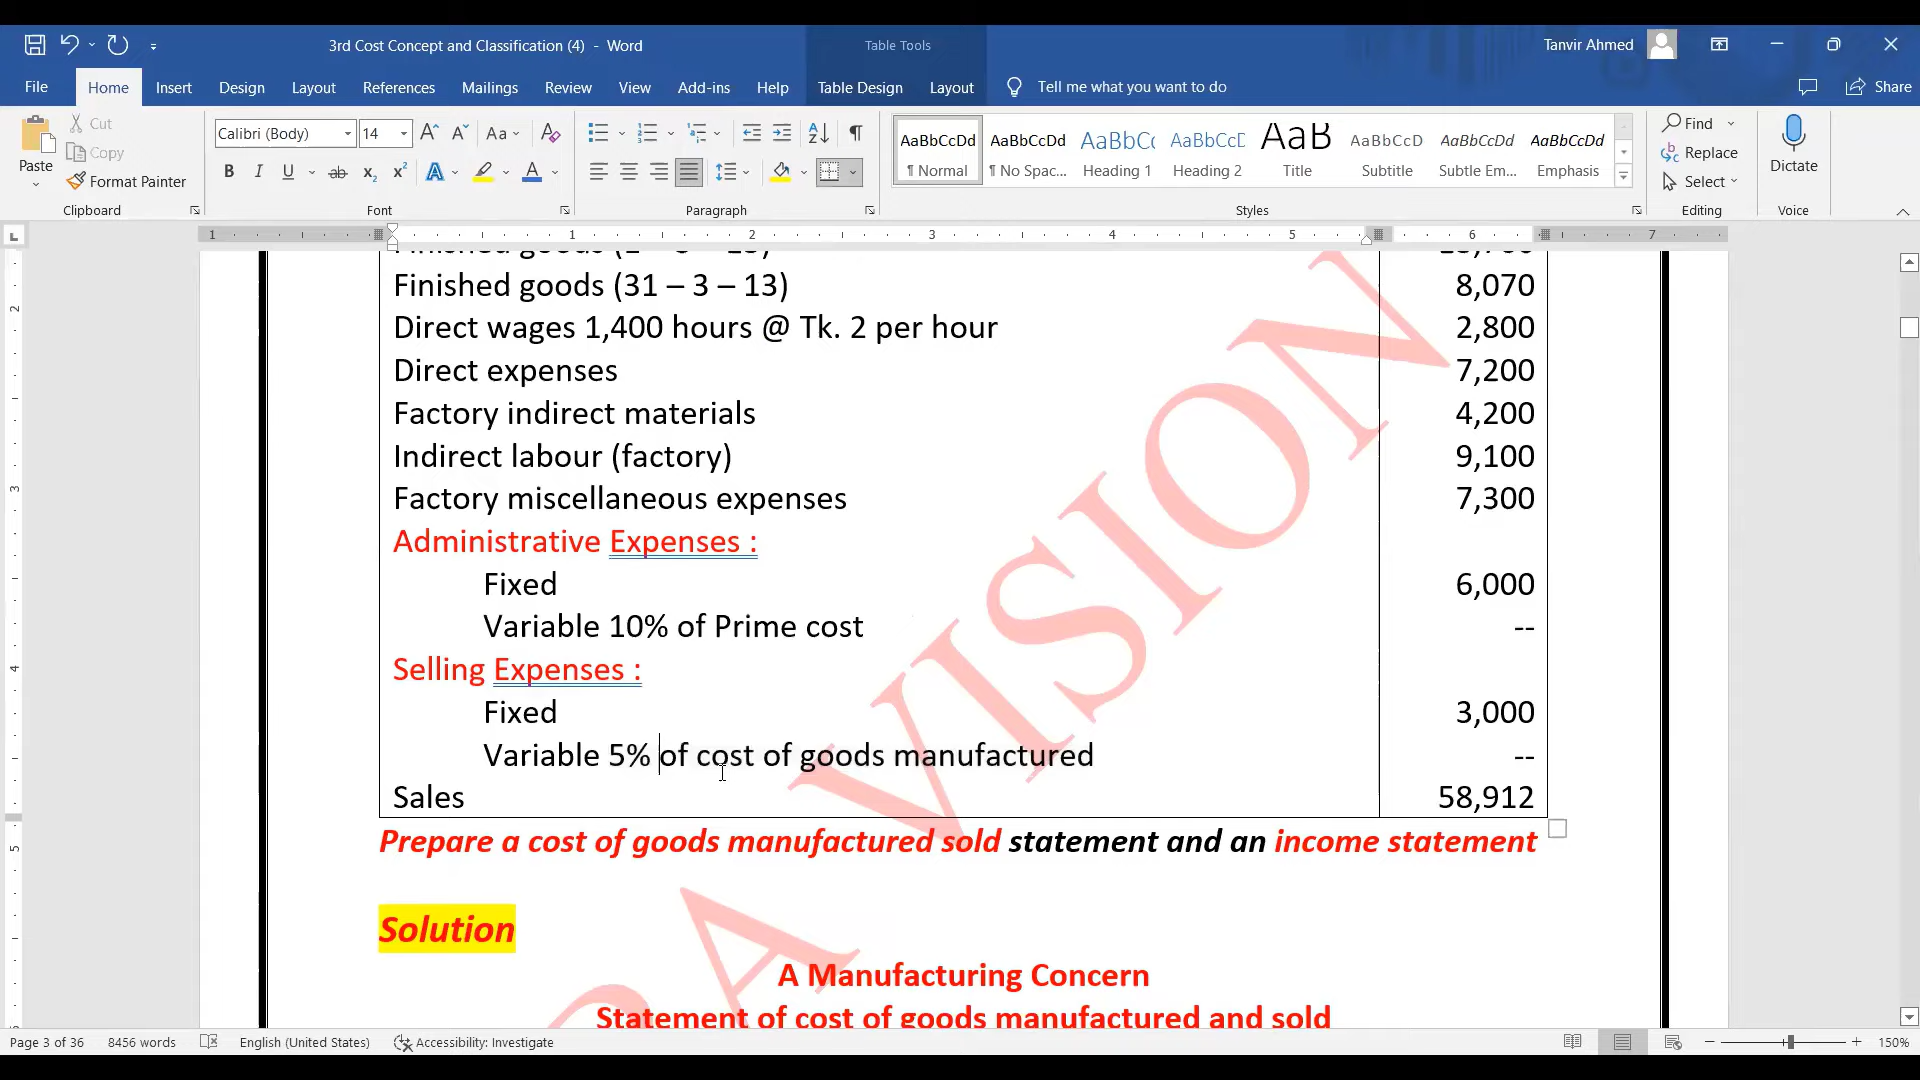 3rd Cost Concept and Classification (4) - Word
Table Tools
Tanvir Ahmed
File Home Insert Design Layout References Mailings Review View Add-ins Help Table Design Layout Tell me what you want to do Share
Paste
Cut
Copy
Format Painter
Clipboard
Calibri (Body) 14
Font
Paragraph
AaBbCcDd AaBbCcDd AaBbCc AaBbCcD AaB AaBbCcD AaBbCcDd AaBbCcDd
¶ Normal ¶ No Spac... Heading 1 Heading 2 Title Subtitle Subtle Em... Emphasis
Styles
Find
Replace
Select
Editing
Dictate
Voice
1 1 2 3 4 5 6 7
Finished goods (31 – 3 – 13) 8,070
Direct wages 1,400 hours @ Tk. 2 per hour 2,800
Direct expenses 7,200
Factory indirect materials 4,200
Indirect labour (factory) 9,100
Factory miscellaneous expenses 7,300
Administrative Expenses :
Fixed 6,000
Variable 10% of Prime cost --
Selling Expenses :
Fixed 3,000
Variable 5% of cost of goods manufactured --
Sales 58,912
Prepare a cost of goods manufactured sold statement and an income statement
Solution
A Manufacturing Concern
Statement of cost of goods manufactured and sold
VISION
Page 3 of 36 8456 words English (United States) Accessibility: Investigate 150%